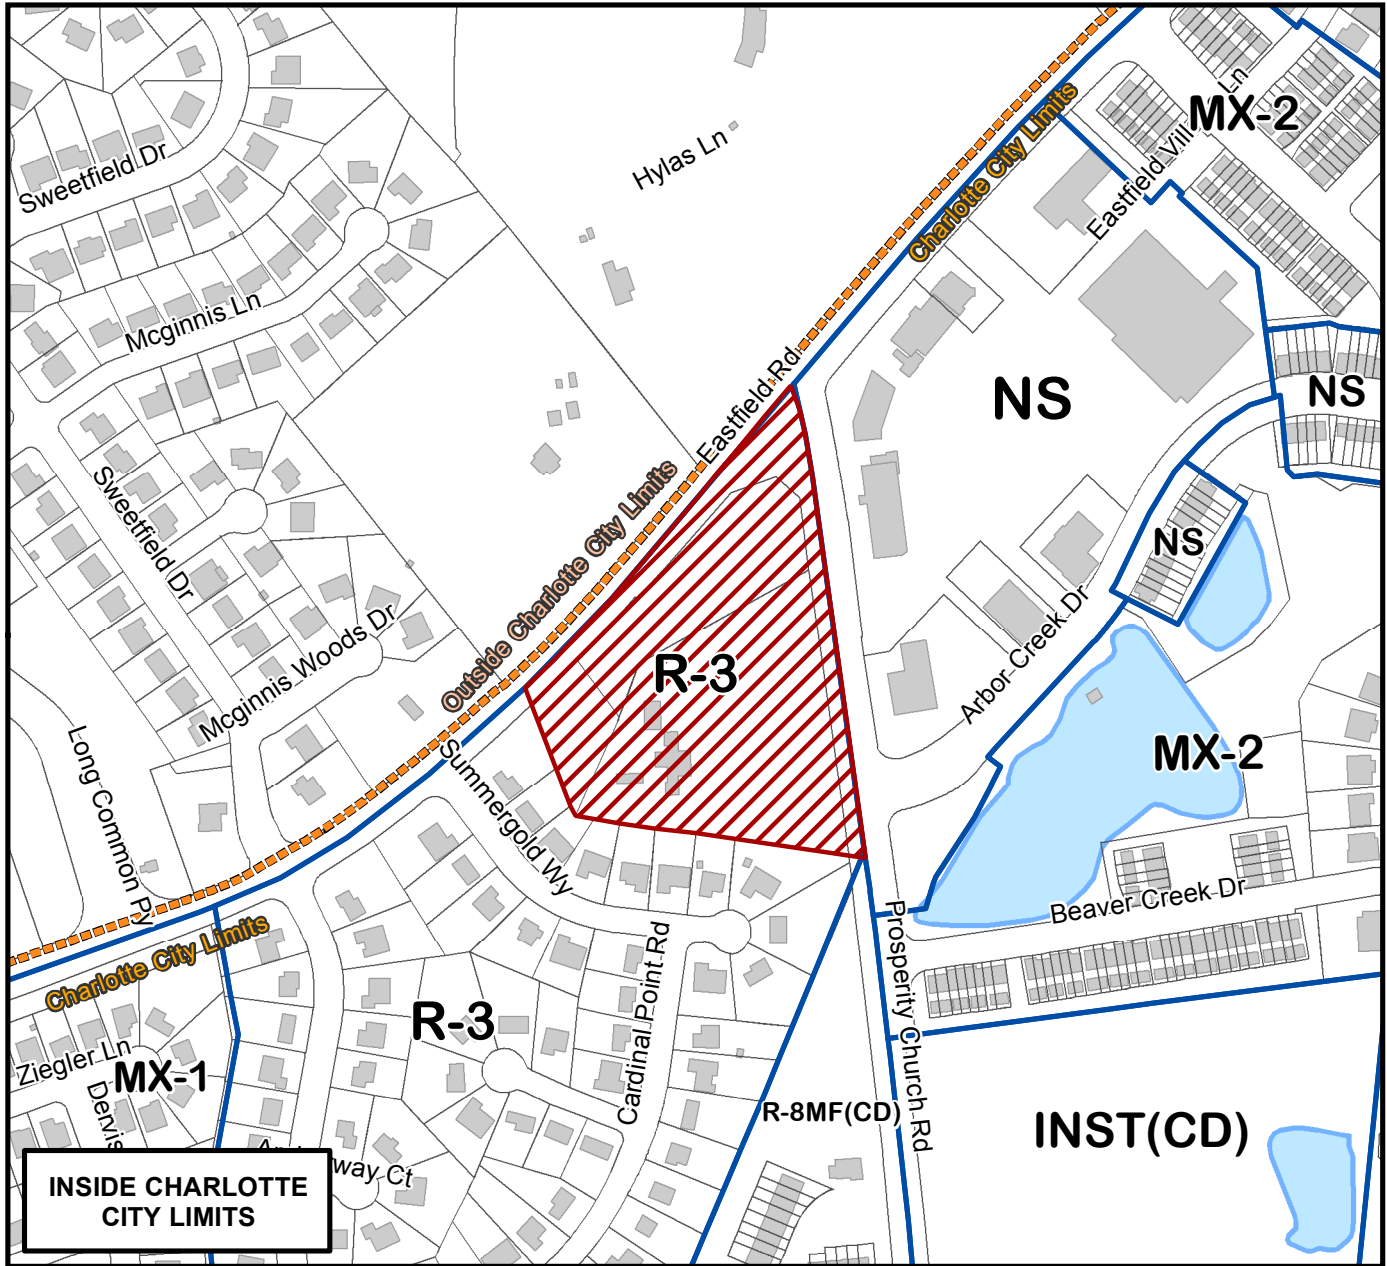 MX-2
Hylas Ln
Sweetfield Dr
Charlotte City Limits
Mcginnis Ln
Eastfield Rd
NS
NS
Sweetfield Dr
Outside Charlotte City Limits
NS
Mcginnis Woods Dr
R-3
Arbor Creek Dr
Long Common Py
Summergold Wy
MX-2
Beaver Creek Dr
Charlotte City Limits
Cardinal Point Rd
Prosperity Church Rd
R-3
Ziegler Ln
MX-1
R-8MF(CD)
INST(CD)
INSIDE CHARLOTTE
CITY LIMITS